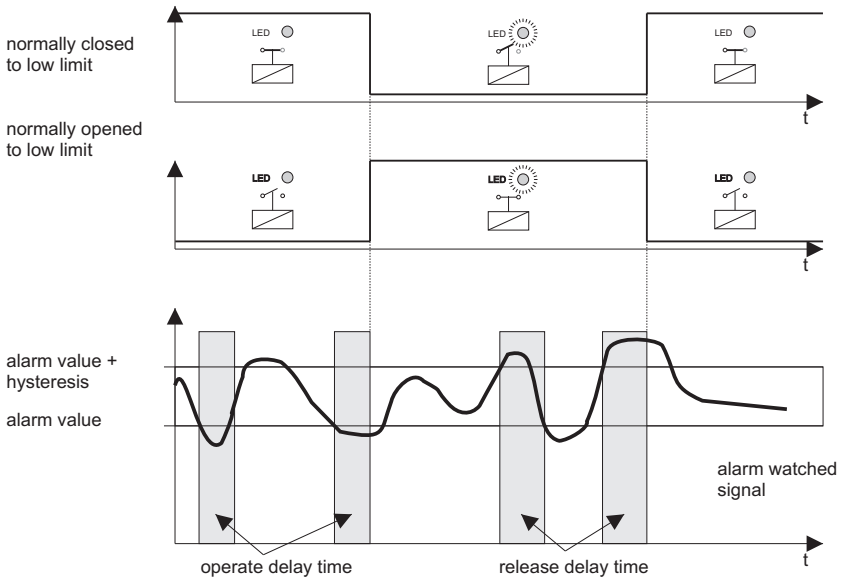 LED
LED
LED
normally closed
to low limit
t
normally opened
to low limit
LED
LED
LED
t
alarm value +
hysteresis
alarm value
alarm watched
signal
operate delay time
release delay time
t